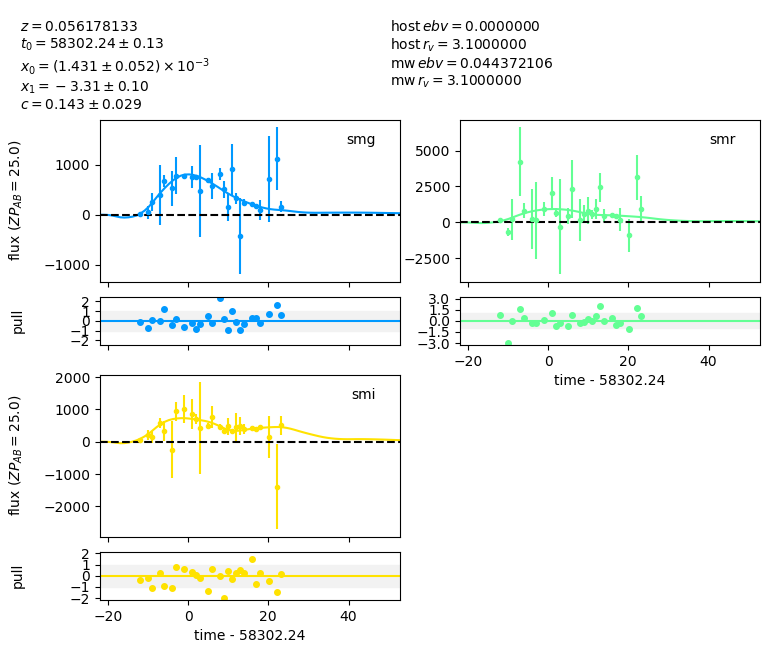 z = 0.056178133
t₀ = 58302.24 ± 0.13
x₀ = (1.431 ± 0.052) × 10⁻³
x₁ = −3.31 ± 0.10
c = 0.143 ± 0.029
host ebv = 0.0000000
host r_v = 3.1000000
mw ebv = 0.044372106
mw r_v = 3.1000000
flux (ZP_AB = 25.0)
1000
0
−1000
smg
5000
2500
0
−2500
smr
pull
2
1
0
−1
−2
3.0
1.5
0.0
−1.5
−3.0
−20 0 20 40
time - 58302.24
flux (ZP_AB = 25.0)
2000
1000
0
−1000
−2000
smi
pull
2
1
0
−1
−2
−20 0 20 40
time - 58302.24